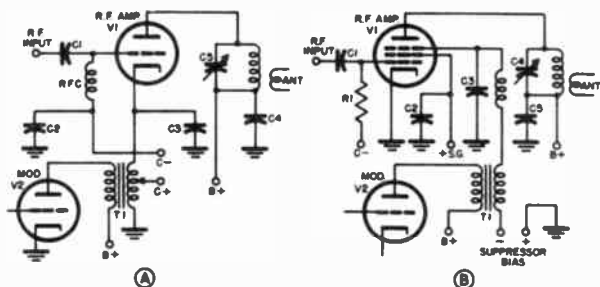 R.F. AMP.
V1
R.F.
INPUT
C1
RFC
C2
C3
C5
C4
ANT
C-
C+
B+
MOD.
V2
T1
B+
A
R.F. AMP.
V1
R.F.
INPUT
C1
R1
C2
C3
C4
C5
ANT
C-
+S.G.
B+
MOD.
V2
T1
B+
-
+
SUPPRESSOR
BIAS
B